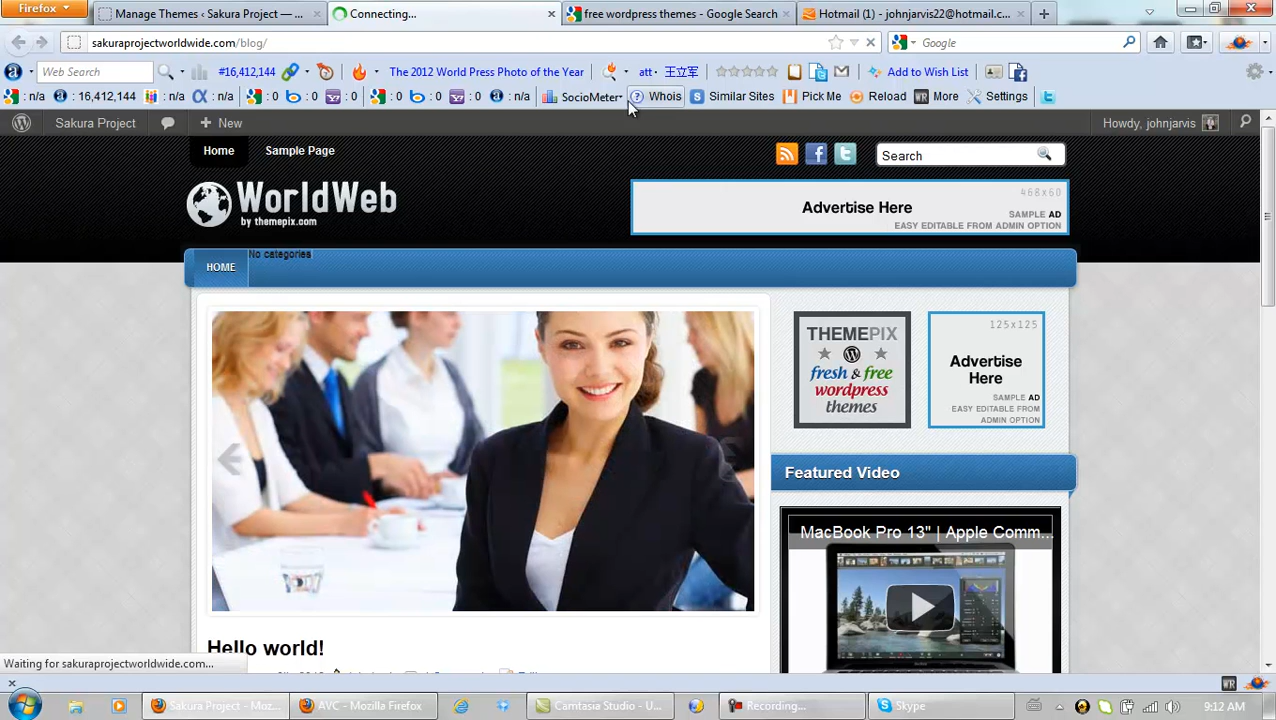 Firefox
Manage Themes ‹ Sakura Project — ...
Connecting...
free wordpress themes - Google Search
Hotmail (1) - johnjarvis22@hotmail.c...
sakuraprojectworldwide.com/blog/
Google
Web Search
#16,412,144
The 2012 World Press Photo of the Year
att
王立军
Add to Wish List
: n/a
: 16,412,144
: n/a
: n/a
: 0
: 0
: 0
: 0
: 0
: 0
: n/a
SocioMeter
Whois
Similar Sites
Pick Me
Reload
More
Settings
Sakura Project
New
Howdy, johnjarvis
Home
Sample Page
Search
WorldWeb
by themepix.com
468x60
Advertise Here
SAMPLE AD
EASY EDITABLE FROM ADMIN OPTION
HOME
No categories
THEMEPIX
fresh & free
wordpress
themes
125x125
Advertise
Here
SAMPLE AD
EASY EDITABLE FROM
ADMIN OPTION
Featured Video
MacBook Pro 13" | Apple Comm...
Hello world!
Waiting for sakuraprojectworldwide.com...
Sakura Project - Moz...
AVC - Mozilla Firefox
Camtasia Studio - U...
Recording...
Skype
9:12 AM